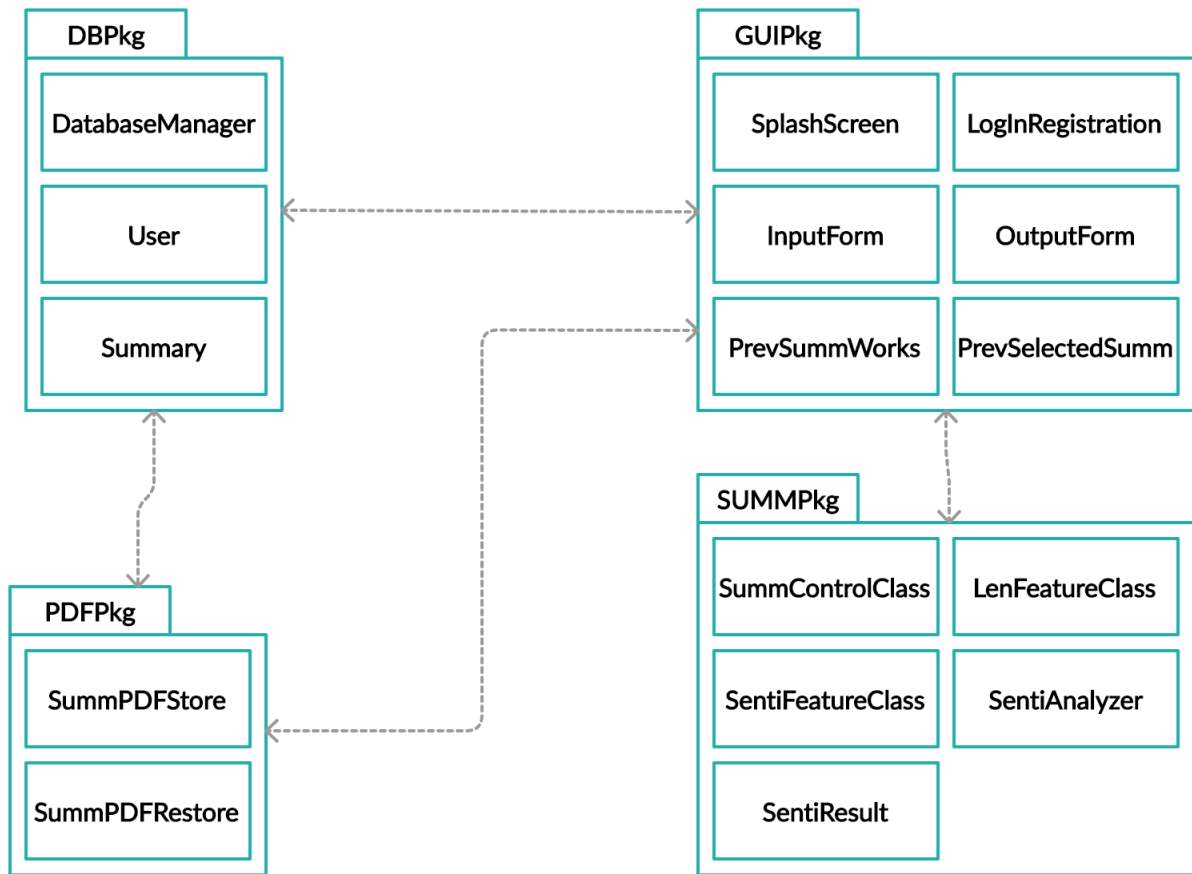 DBPkg
DatabaseManager
User
Summary
GUIPkg
SplashScreen
LogInRegistration
InputForm
OutputForm
PrevSummWorks
PrevSelectedSumm
PDFPkg
SummPDFStore
SummPDFRestore
SUMMPkg
SummControlClass
LenFeatureClass
SentiFeatureClass
SentiAnalyzer
SentiResult